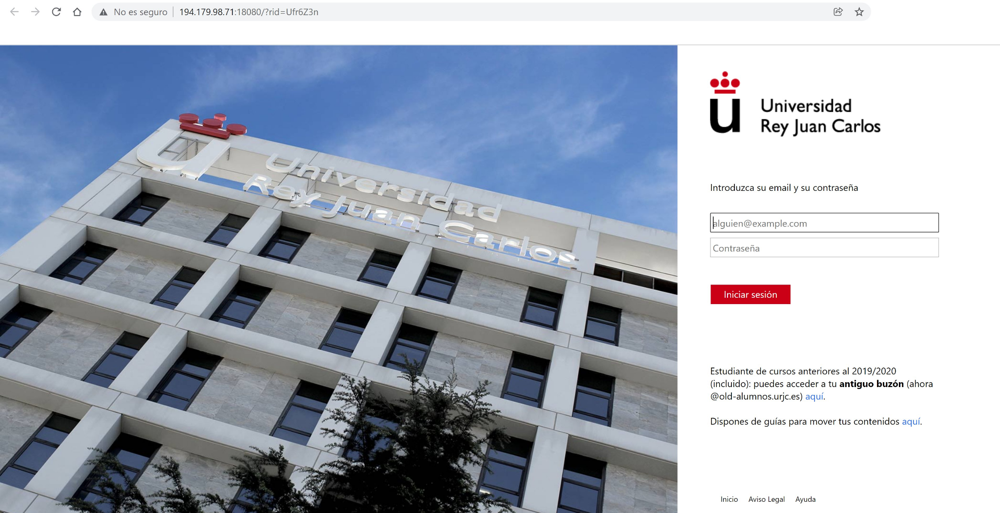 No es seguro 194.179.98.71:18080/?rid=Ufr6Z3n
Universidad
Rey Juan Carlos
Universidad
Rey Juan Carlos
Introduzca su email y su contraseña
alguien@example.com
Contraseña
Iniciar sesión
Estudiante de cursos anteriores al 2019/2020
(incluido): puedes acceder a tu antiguo buzón (ahora
@old-alumnos.urjc.es) aquí.
Dispones de guías para mover tus contenidos aquí.
Inicio Aviso Legal Ayuda